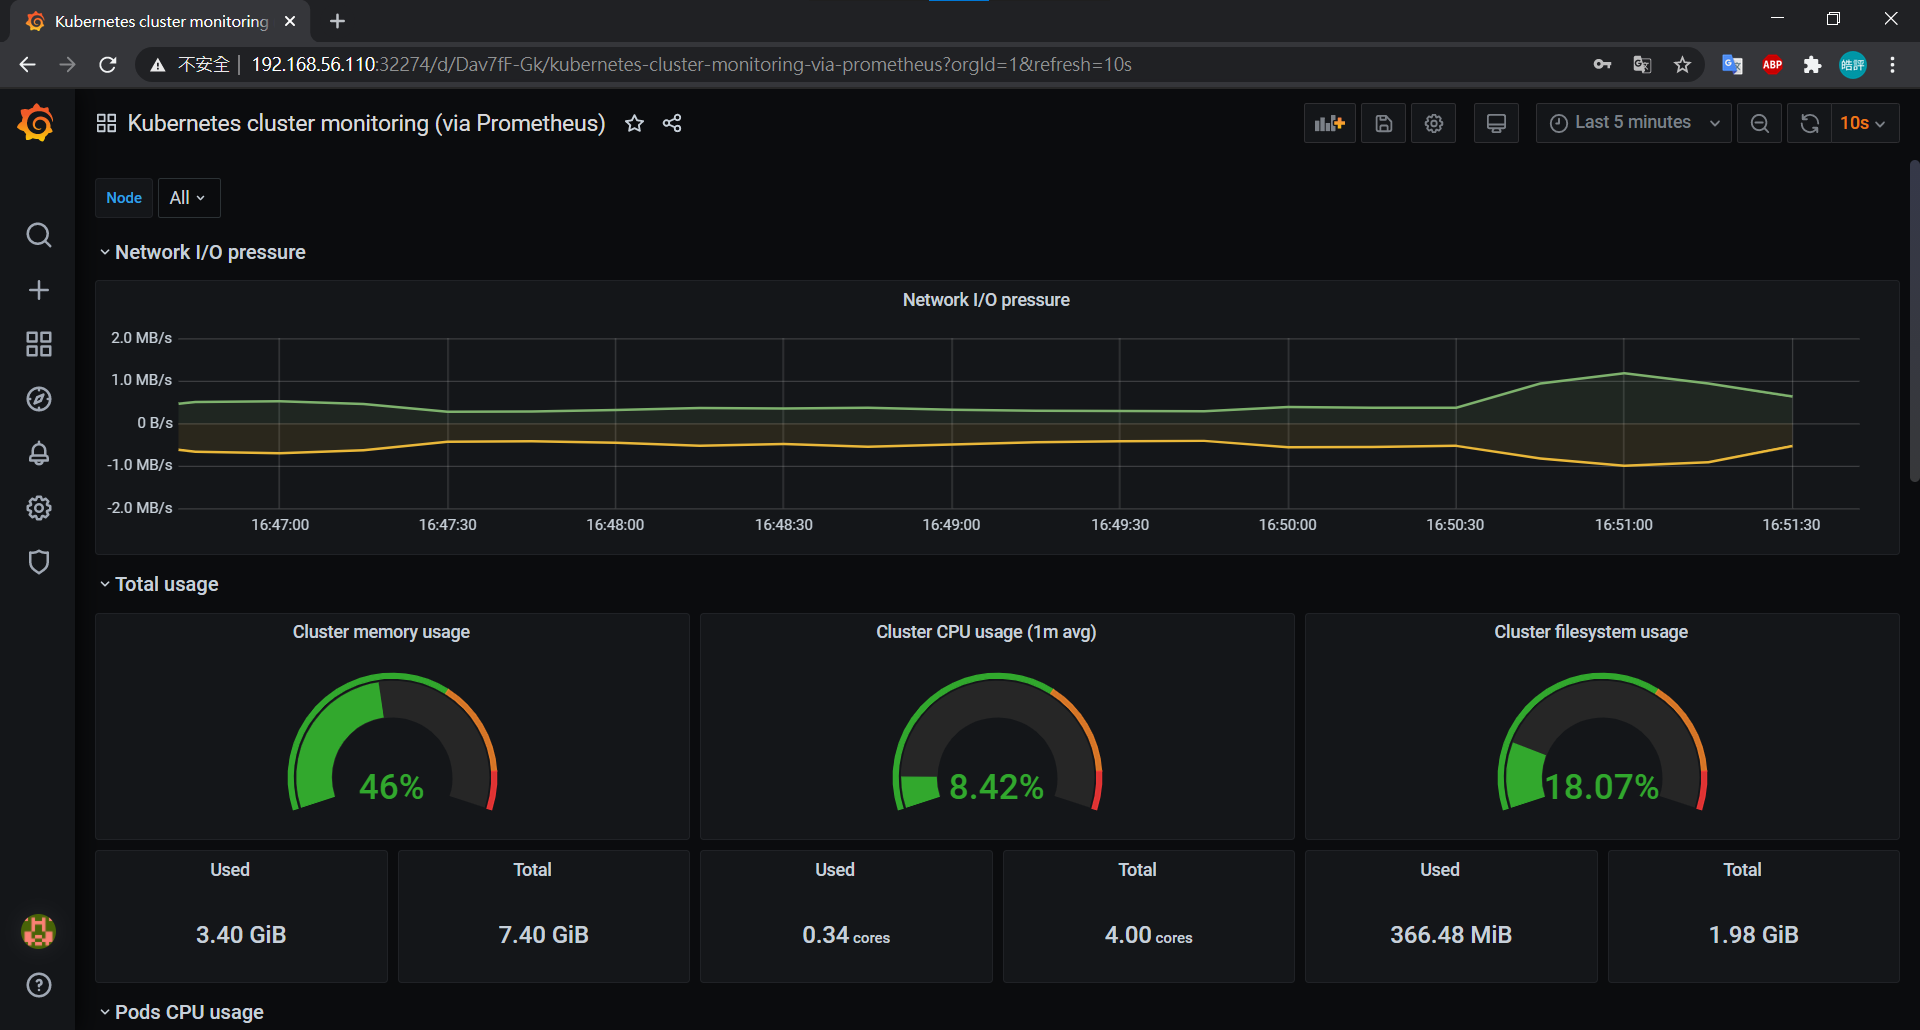 Kubernetes cluster monitoring
不安全 192.168.56.110:32274/d/Dav7fF-Gk/kubernetes-cluster-monitoring-via-prometheus?orgId=1&refresh=10s
ABP
皓評
Kubernetes cluster monitoring (via Prometheus)
Last 5 minutes
10s
Node All
Network I/O pressure
Network I/O pressure
2.0 MB/s
1.0 MB/s
0 B/s
-1.0 MB/s
-2.0 MB/s
16:47:00 16:47:30 16:48:00 16:48:30 16:49:00 16:49:30 16:50:00 16:50:30 16:51:00 16:51:30
Total usage
Cluster memory usage
46%
Cluster CPU usage (1m avg)
8.42%
Cluster filesystem usage
18.07%
Used
3.40 GiB
Total
7.40 GiB
Used
0.34 cores
Total
4.00 cores
Used
366.48 MiB
Total
1.98 GiB
Pods CPU usage